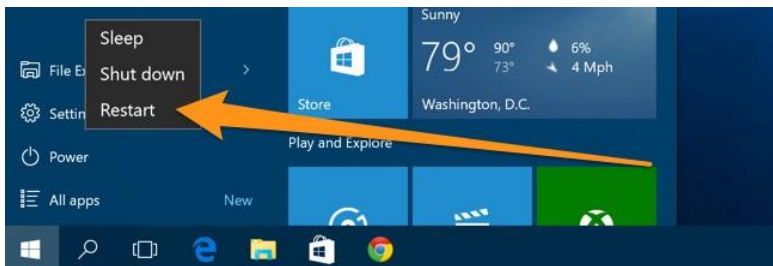 Sleep
Shut down
Restart
File Ex
Settin
Power
All apps
New
Sunny
79°
90°
73°
6%
4 Mph
Washington, D.C.
Store
Play and Explore